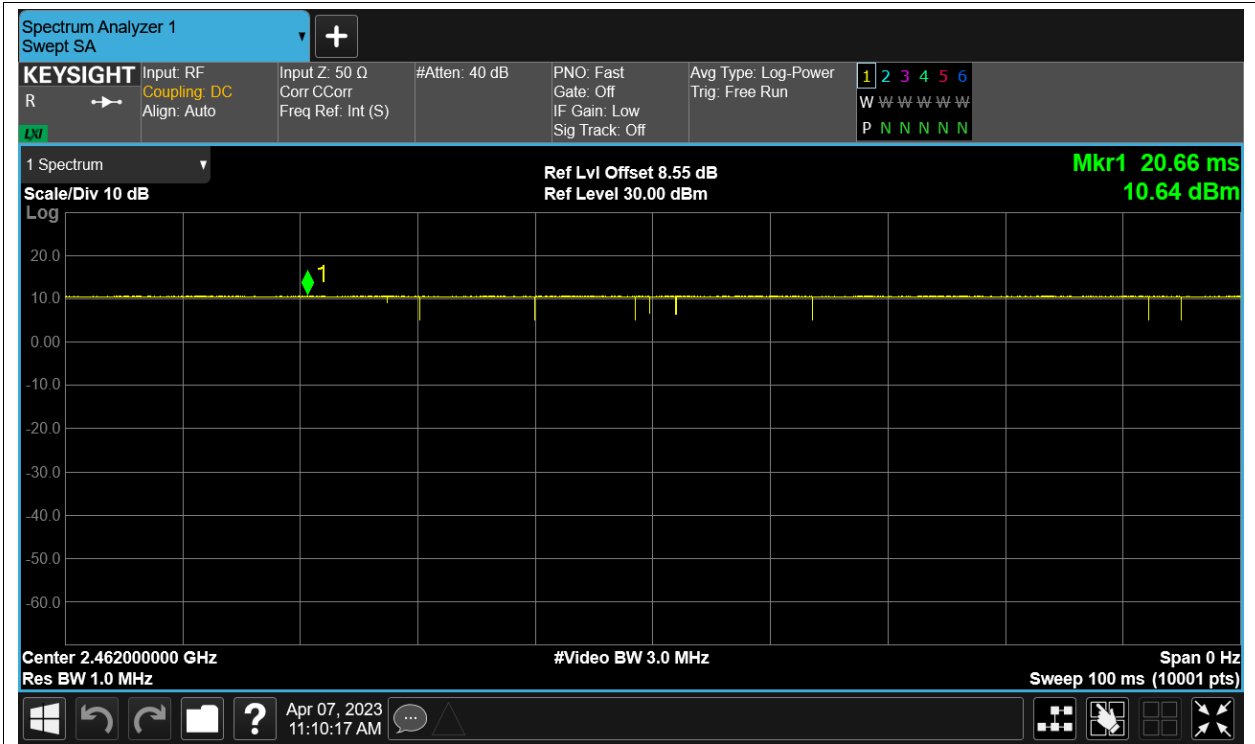 Spectrum Analyzer 1
Swept SA
KEYSIGHT
R
LXI
Input: RF
Coupling: DC
Align: Auto
Input Z: 50 Ω
Corr CCorr
Freq Ref: Int (S)
#Atten: 40 dB
PNO: Fast
Gate: Off
IF Gain: Low
Sig Track: Off
Avg Type: Log-Power
Trig: Free Run
1 2 3 4 5 6
W W W W W W
P N N N N N
1 Spectrum
Scale/Div 10 dB
Ref Lvl Offset 8.55 dB
Ref Level 30.00 dBm
Mkr1 20.66 ms
10.64 dBm
Log
20.0
1
10.0
0.00
-10.0
-20.0
-30.0
-40.0
-50.0
-60.0
Center 2.462000000 GHz
Res BW 1.0 MHz
#Video BW 3.0 MHz
Span 0 Hz
Sweep 100 ms (10001 pts)
?
Apr 07, 2023
11:10:17 AM